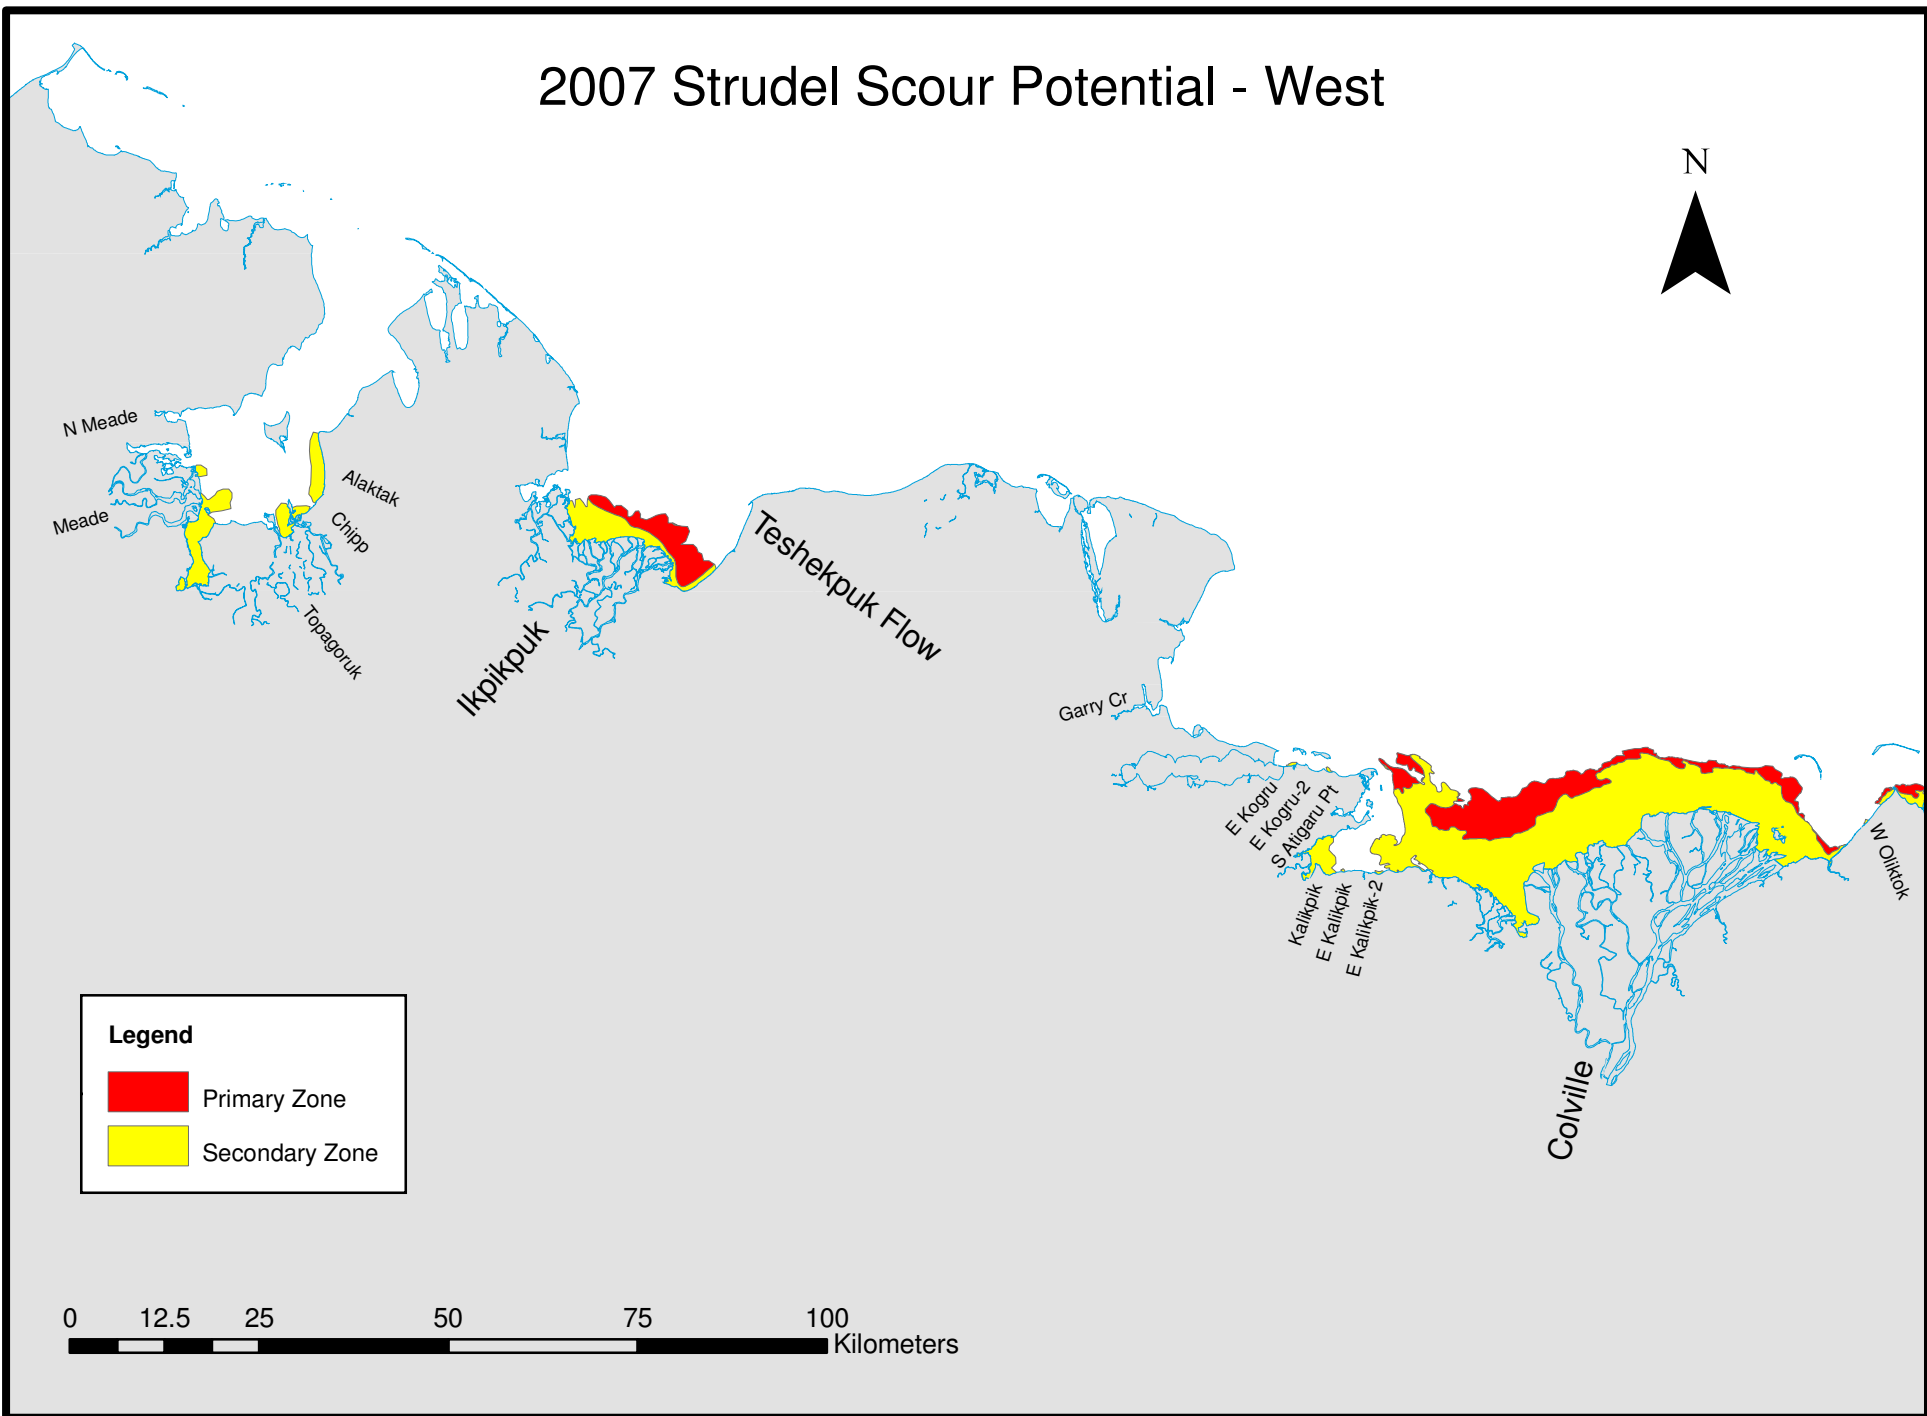 2007 Strudel Scour Potential - West
N
N Meade
Meade
Alaktak
Chipp
Topagoruk
Ikpikpuk
Teshekpuk Flow
Garry Cr
E Kogru
E Kogru-2
S Atigaru Pt
Kalikpik
E Kalikpik
E Kalikpik-2
W Oliktok
Colville
Legend
Primary Zone
Secondary Zone
0 12.5 25 50 75 100
Kilometers